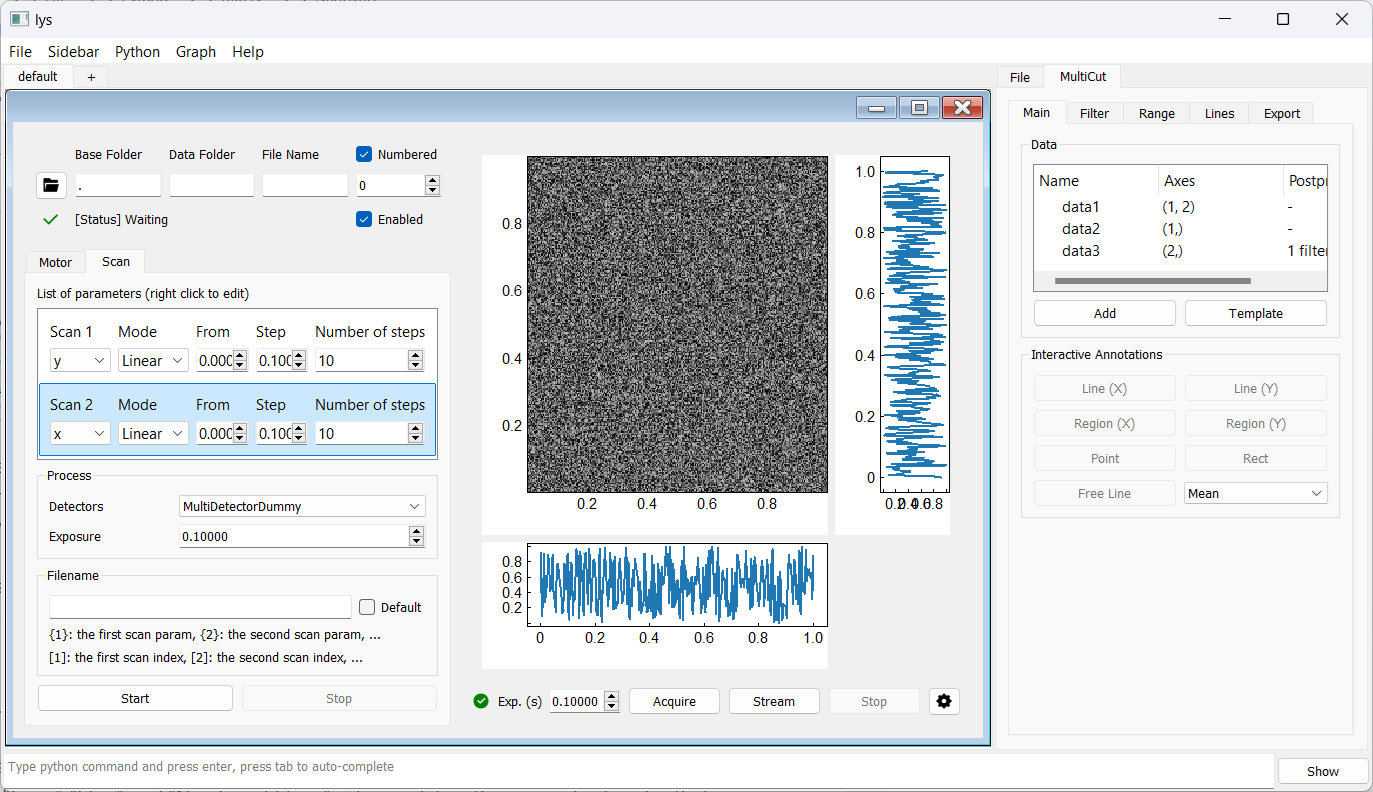 lys
File Sidebar Python Graph Help
default +
File MultiCut
Main Filter Range Lines Export
Base Folder Data Folder File Name Numbered
. 0
[Status] Waiting Enabled
Motor Scan
List of parameters (right click to edit)
Scan 1 Mode From Step Number of steps
y Linear 0.000 0.100 10
Scan 2 Mode From Step Number of steps
x Linear 0.000 0.100 10
Process
Detectors MultiDetectorDummy
Exposure 0.10000
Filename
Default
{1}: the first scan param, {2}: the second scan param, ...
[1]: the first scan index, [2]: the second scan index, ...
Start Stop
0.8
0.6
0.4
0.2
0.2 0.4 0.6 0.8
1.0
0.8
0.6
0.4
0.2
0
0.2 0.4 0.6 0.8
0.8
0.6
0.4
0.2
0 0.2 0.4 0.6 0.8 1.0
Exp. (s) 0.10000 Acquire Stream Stop
Data
Name Axes Postpr
data1 (1, 2) -
data2 (1,) -
data3 (2,) 1 filter
Add Template
Interactive Annotations
Line (X) Line (Y)
Region (X) Region (Y)
Point Rect
Free Line Mean
Type python command and press enter, press tab to auto-complete
Show